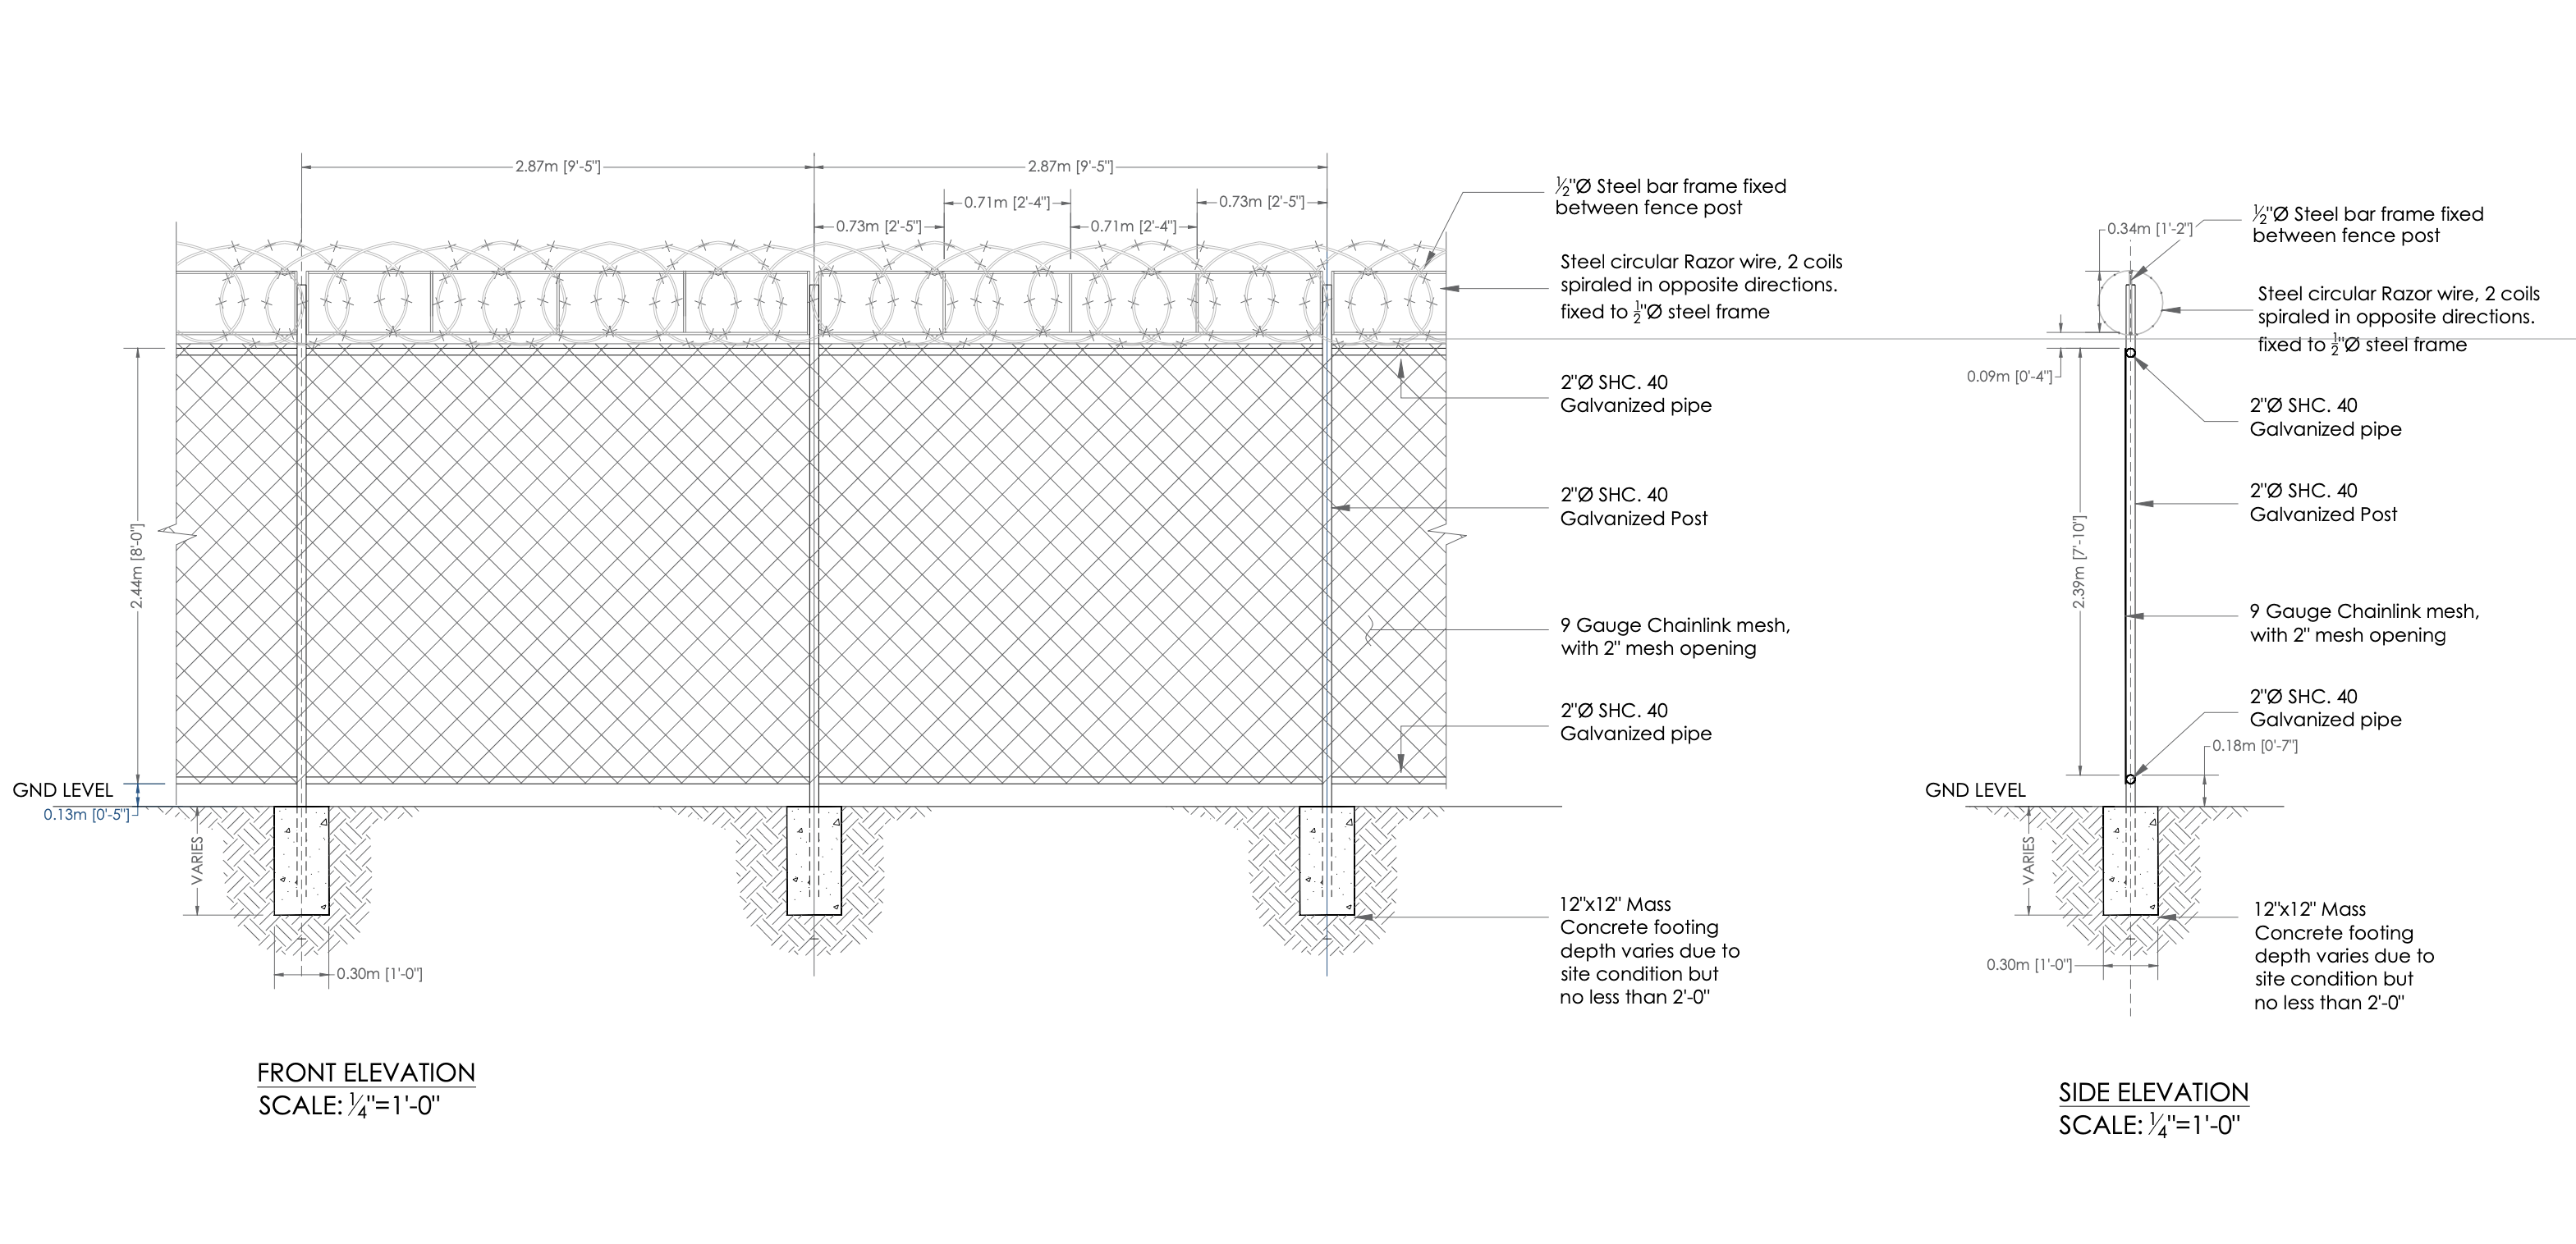 2.87m [9'-5"]
2.87m [9'-5"]
0.73m [2'-5"]
0.71m [2'-4"]
0.71m [2'-4"]
0.73m [2'-5"]
½"Ø Steel bar frame fixed
between fence post
Steel circular Razor wire, 2 coils
spiraled in opposite directions.
fixed to ½"Ø steel frame
2"Ø SHC. 40
Galvanized pipe
2"Ø SHC. 40
Galvanized Post
9 Gauge Chainlink mesh,
with 2" mesh opening
2"Ø SHC. 40
Galvanized pipe
12"x12" Mass
Concrete footing
depth varies due to
site condition but
no less than 2'-0"
2.44m [8'-0"]
GND LEVEL
0.13m [0'-5"]
VARIES
0.30m [1'-0"]
FRONT ELEVATION
SCALE: ¼"=1'-0"
0.34m [1'-2"]
½"Ø Steel bar frame fixed
between fence post
Steel circular Razor wire, 2 coils
spiraled in opposite directions.
fixed to ½"Ø steel frame
0.09m [0'-4"]
2"Ø SHC. 40
Galvanized pipe
2"Ø SHC. 40
Galvanized Post
2.39m [7'-10"]
9 Gauge Chainlink mesh,
with 2" mesh opening
2"Ø SHC. 40
Galvanized pipe
0.18m [0'-7"]
GND LEVEL
VARIES
0.30m [1'-0"]
12"x12" Mass
Concrete footing
depth varies due to
site condition but
no less than 2'-0"
SIDE ELEVATION
SCALE: ¼"=1'-0"